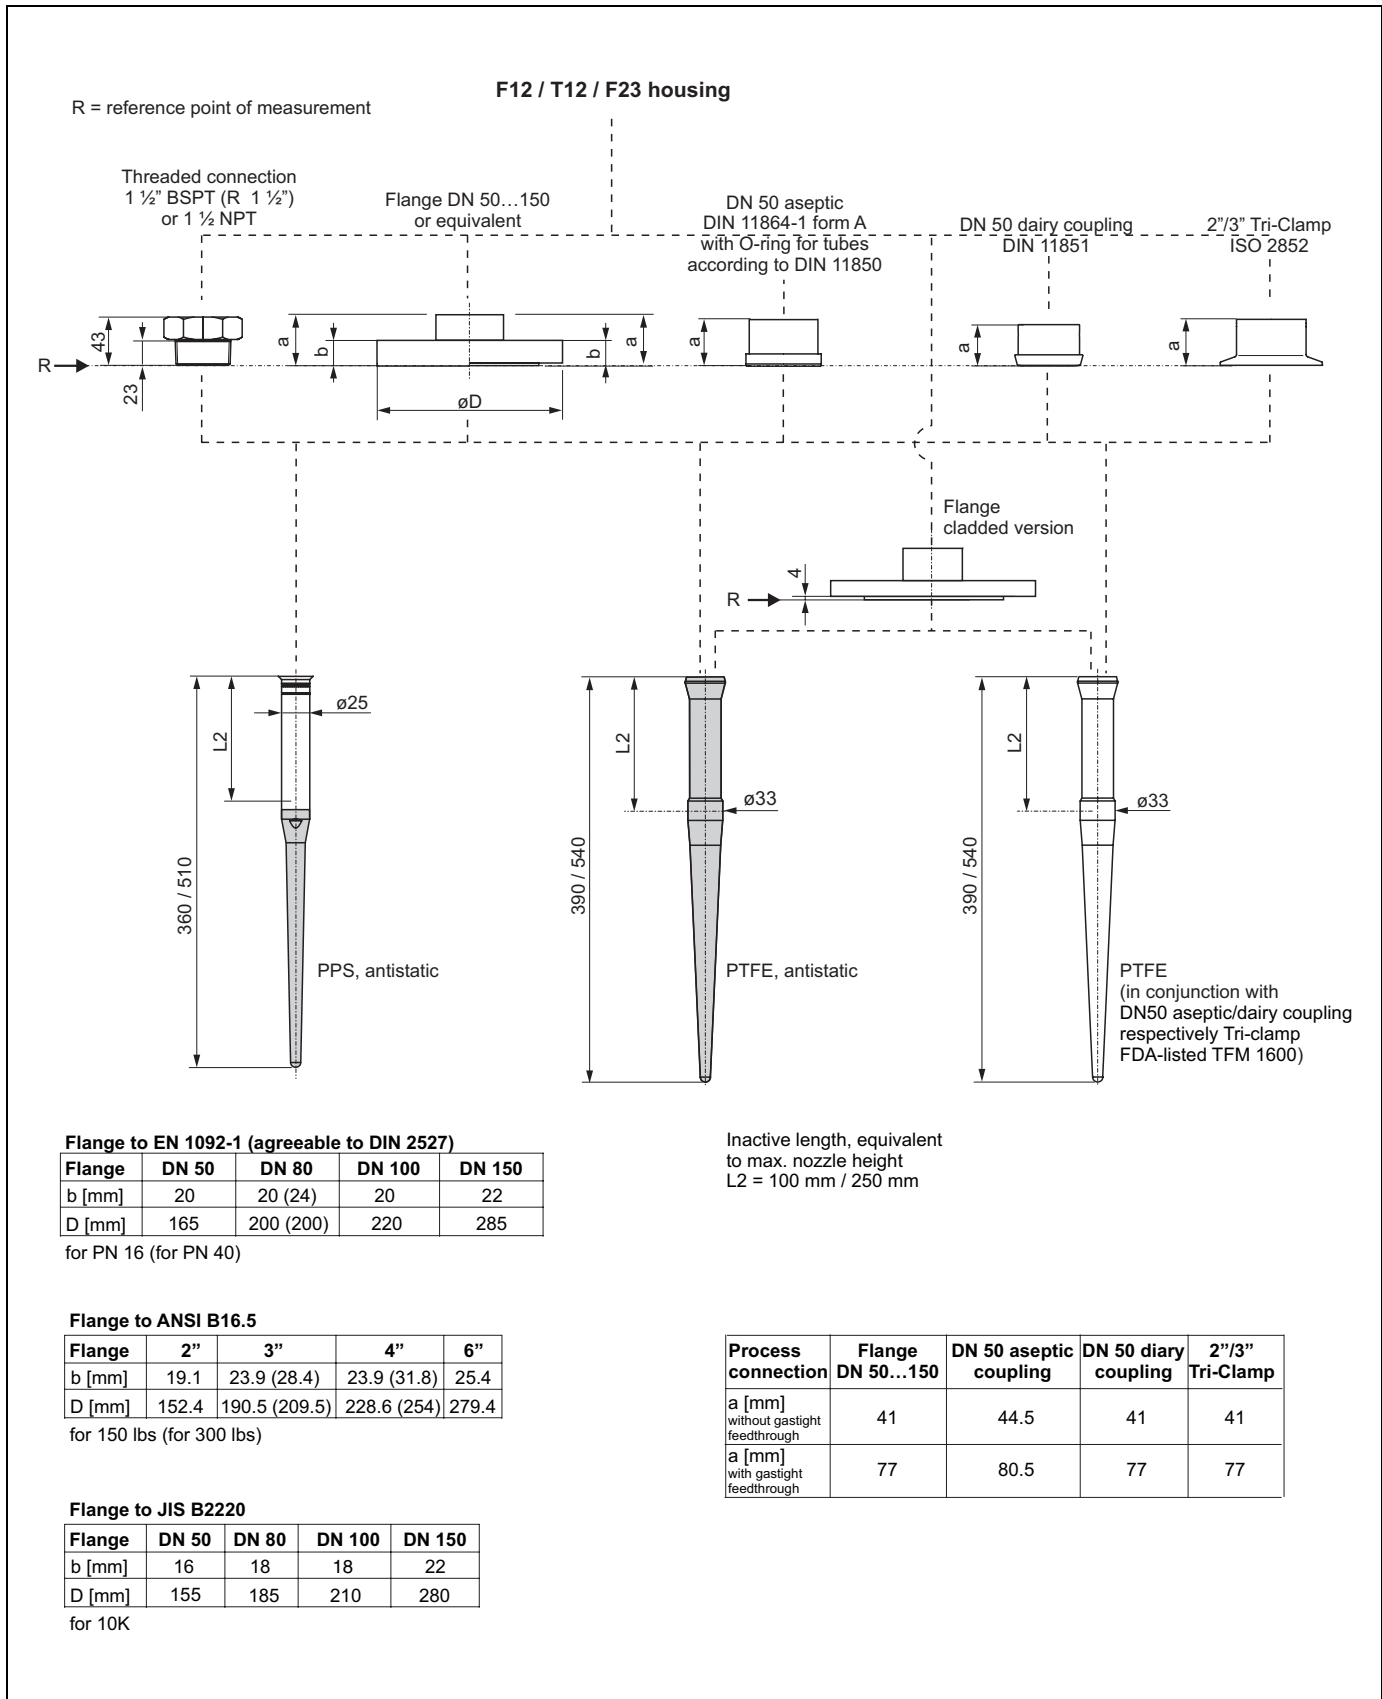 F12 / T12 / F23 housing
R = reference point of measurement
Threaded connection
1 ½” BSPT (R 1 ½”)
or 1 ½ NPT
Flange DN 50…150
or equivalent
DN 50 aseptic
DIN 11864-1 form A
with O-ring for tubes
according to DIN 11850
DN 50 dairy coupling
DIN 11851
2”/3” Tri-Clamp
ISO 2852
43
23
R
a
b
b
a
øD
a
a
a
Flange
cladded version
4
R
L2
ø25
360 / 510
PPS, antistatic
L2
ø33
390 / 540
PTFE, antistatic
L2
ø33
390 / 540
PTFE
(in conjunction with
DN50 aseptic/dairy coupling
respectively Tri-clamp
FDA-listed TFM 1600)
Inactive length, equivalent
to max. nozzle height
L2 = 100 mm / 250 mm
Flange to EN 1092-1 (agreeable to DIN 2527)
Flange DN 50 DN 80 DN 100 DN 150
b [mm] 20 20 (24) 20 22
D [mm] 165 200 (200) 220 285
for PN 16 (for PN 40)
Flange to ANSI B16.5
Flange 2” 3” 4” 6”
b [mm] 19.1 23.9 (28.4) 23.9 (31.8) 25.4
D [mm] 152.4 190.5 (209.5) 228.6 (254) 279.4
for 150 lbs (for 300 lbs)
Flange to JIS B2220
Flange DN 50 DN 80 DN 100 DN 150
b [mm] 16 18 18 22
D [mm] 155 185 210 280
for 10K
Process Flange DN 50 aseptic DN 50 diary 2”/3”
connection DN 50…150 coupling coupling Tri-Clamp
a [mm]
without gastight
feedthrough
41 44.5 41 41
a [mm]
with gastight
feedthrough
77 80.5 77 77